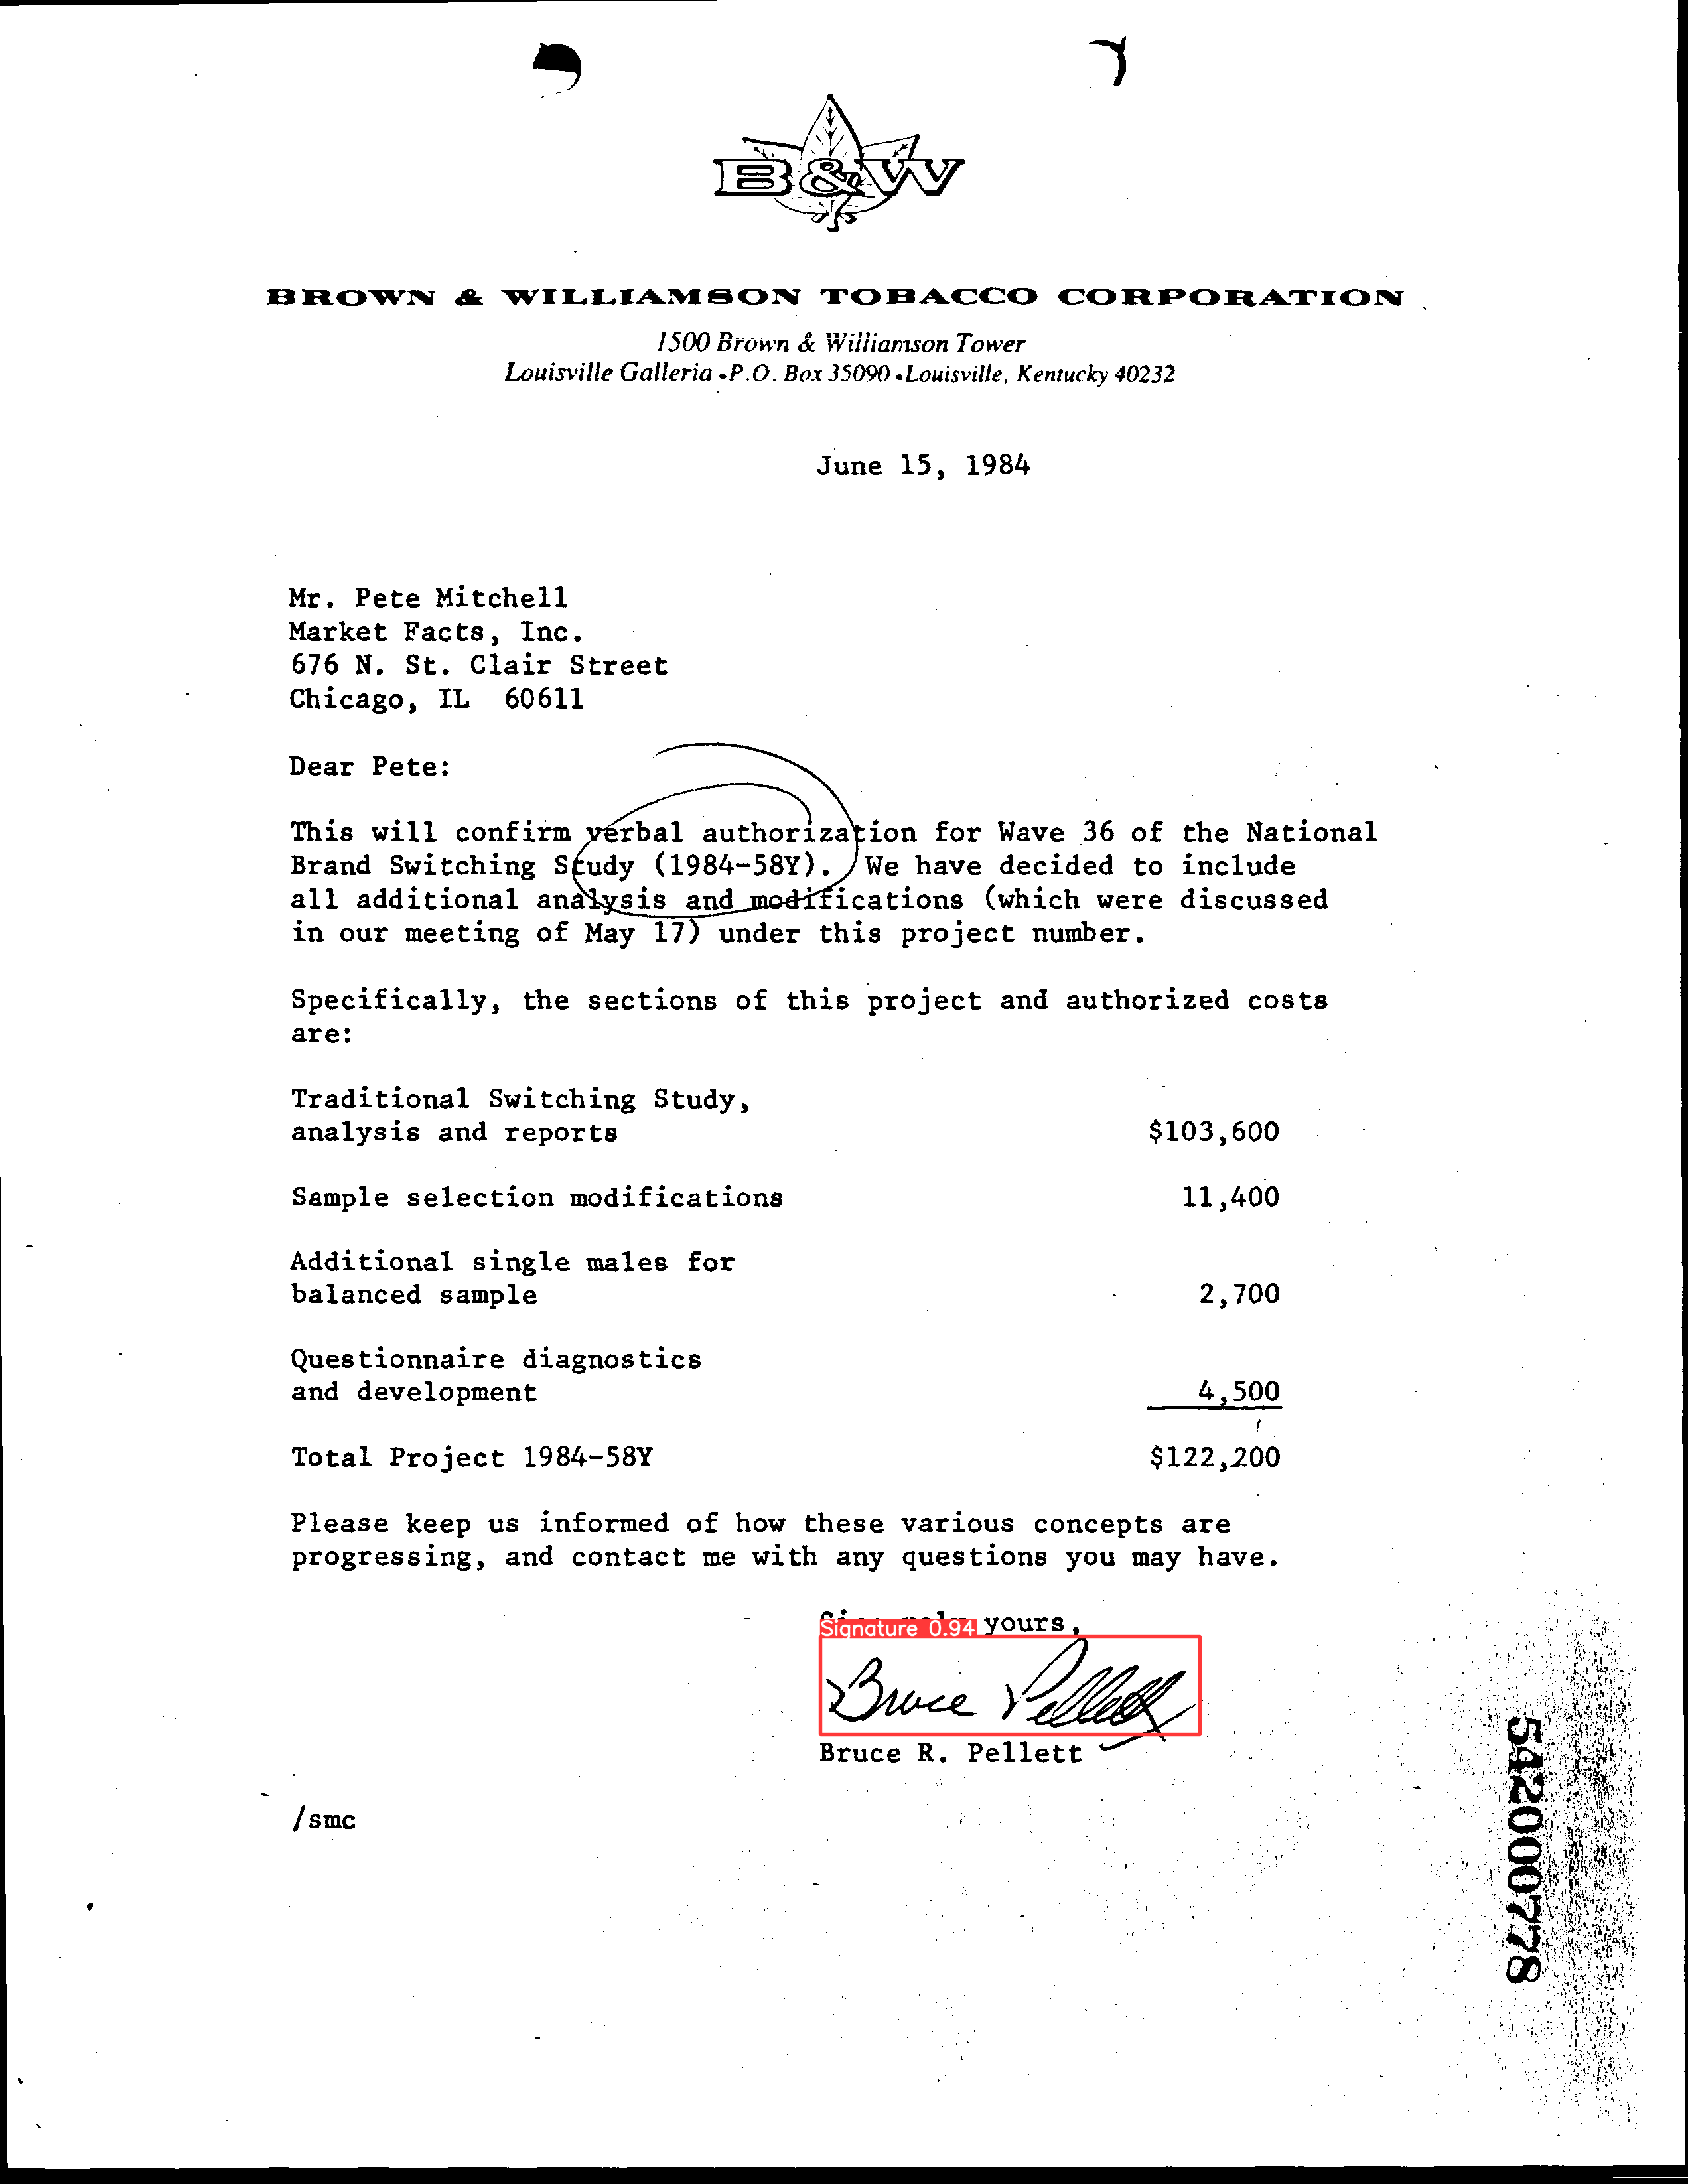 B&W
BROWN & WILLIAMSON TOBACCO CORPORATION
1500 Brown & Williamson Tower
Louisville Galleria • P.O. Box 35090 • Louisville, Kentucky 40232
June 15, 1984
Mr. Pete Mitchell
Market Facts, Inc.
676 N. St. Clair Street
Chicago, IL 60611
Dear Pete:
This will confirm verbal authorization for Wave 36 of the National
Brand Switching Study (1984-58Y). We have decided to include
all additional analysis and modifications (which were discussed
in our meeting of May 17) under this project number.
Specifically, the sections of this project and authorized costs
are:
Traditional Switching Study,
analysis and reports $103,600
Sample selection modifications 11,400
Additional single males for
balanced sample 2,700
Questionnaire diagnostics
and development 4,500
Total Project 1984-58Y $122,200
Please keep us informed of how these various concepts are
progressing, and contact me with any questions you may have.
yours,
Signature 0.94
Bruce Pellett
Bruce R. Pellett
/smc
542000778